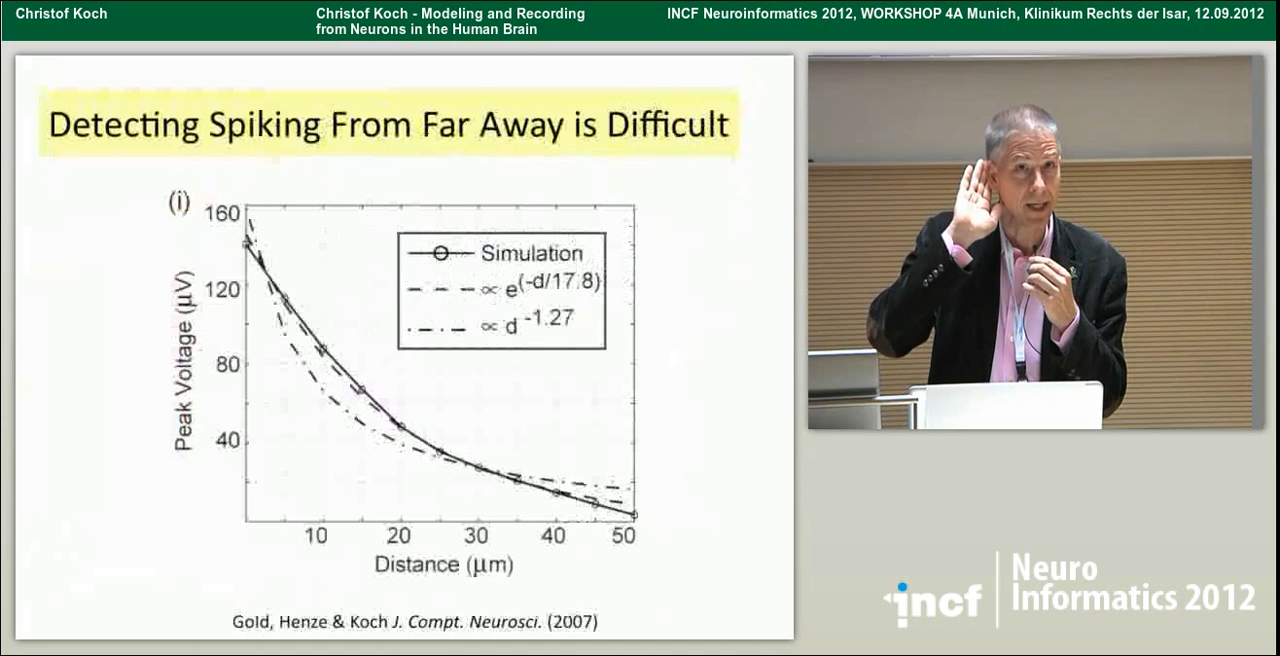 Christof Koch
Christof Koch - Modeling and Recording
from Neurons in the Human Brain
INCF Neuroinformatics 2012, WORKSHOP 4A Munich, Klinikum Rechts der Isar, 12.09.2012
Detecting Spiking From Far Away is Difficult
(i)
160
120
80
40
Peak Voltage (μV)
Simulation
∝ e(-d/17.8)
∝ d -1.27
10 20 30 40 50
Distance (μm)
Gold, Henze & Koch J. Compt. Neurosci. (2007)
incf
Neuro
Informatics 2012